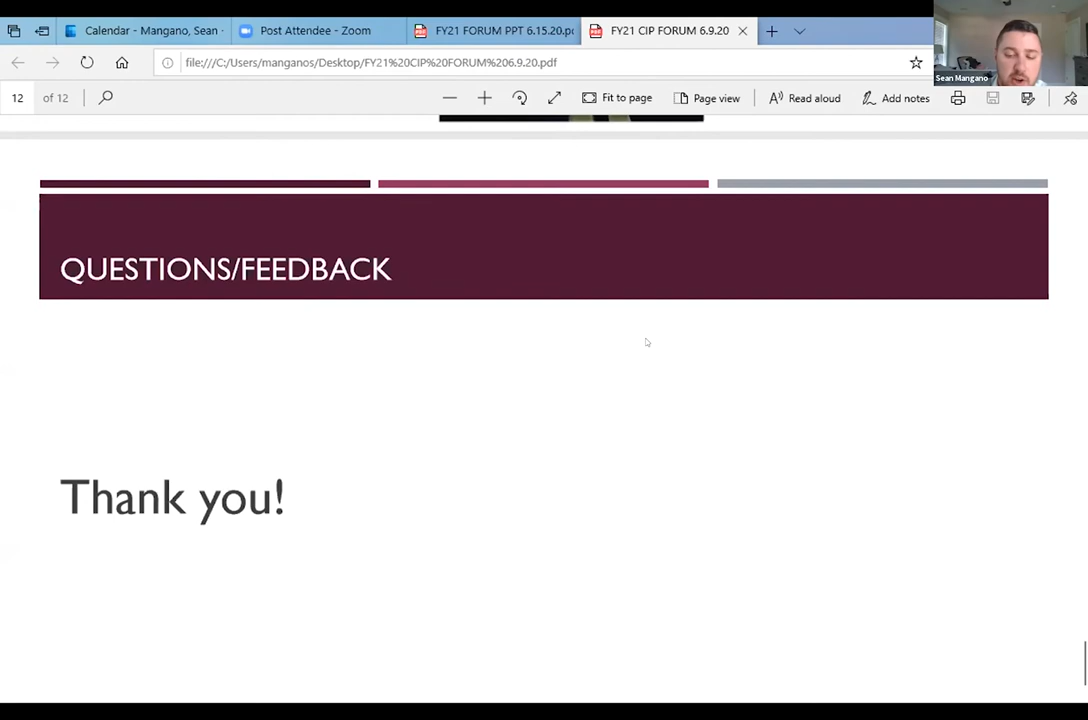 Calendar - Mangano, Sean
Post Attendee - Zoom
FY21 FORUM PPT 6.15.20.p
FY21 CIP FORUM 6.9.20
file:///C:/Users/manganos/Desktop/FY21%20CIP%20FORUM%206.9.20.pdf
Sean Mangano
12 of 12
Fit to page
Page view
Read aloud
Add notes
QUESTIONS/FEEDBACK
Thank you!